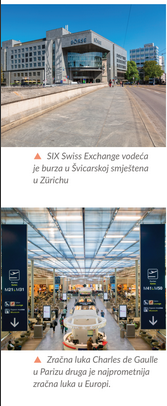 BÖRSE
▲ SIX Swiss Exchange vodeća
je burza u Švicarskoj smještena
u Zürichu
▲ Zračna luka Charles de Gaulle
u Parizu druga je najprometnija
zračna luka u Europi.